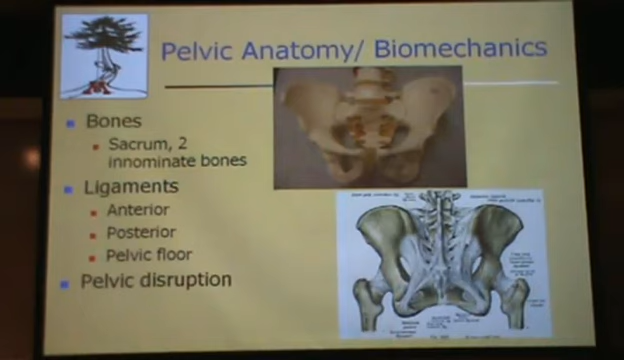 Pelvic Anatomy/ Biomechanics
Bones
Sacrum, 2
innominate bones
Ligaments
Anterior
Posterior
Pelvic floor
Pelvic disruption